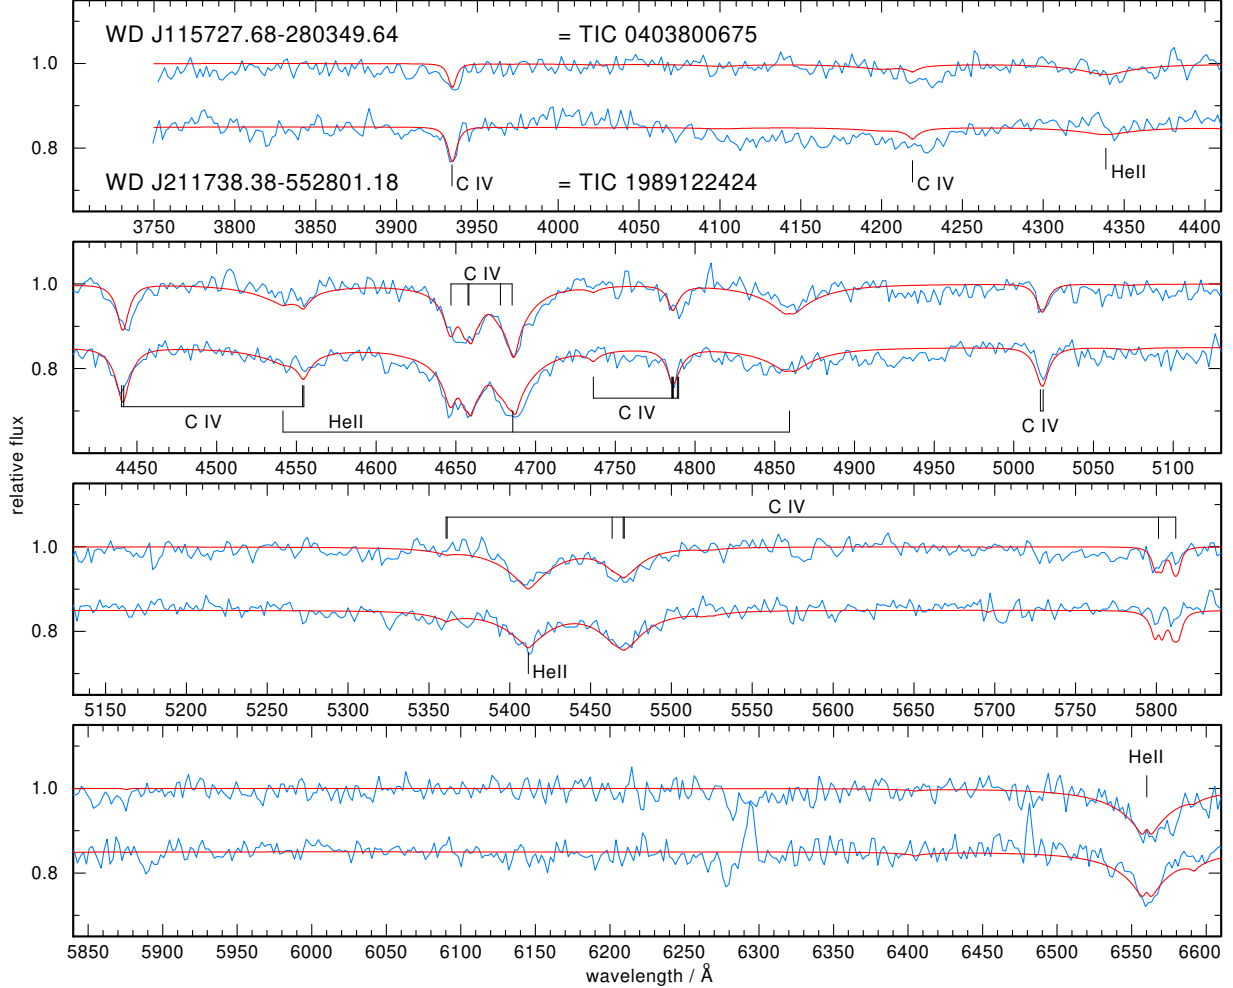 WD J115727.68-280349.64 = TIC 0403800675
1.0
0.8
C IV
C IV
HeII
WD J211738.38-552801.18 = TIC 1989122424
3750 3800 3850 3900 3950 4000 4050 4100 4150 4200 4250 4300 4350 4400
C IV
1.0
0.8
C IV
HeII
C IV
C IV
4450 4500 4550 4600 4650 4700 4750 4800 4850 4900 4950 5000 5050 5100
relative flux
C IV
1.0
0.8
HeII
5150 5200 5250 5300 5350 5400 5450 5500 5550 5600 5650 5700 5750 5800
HeII
1.0
0.8
5850 5900 5950 6000 6050 6100 6150 6200 6250 6300 6350 6400 6450 6500 6550 6600
wavelength / Å